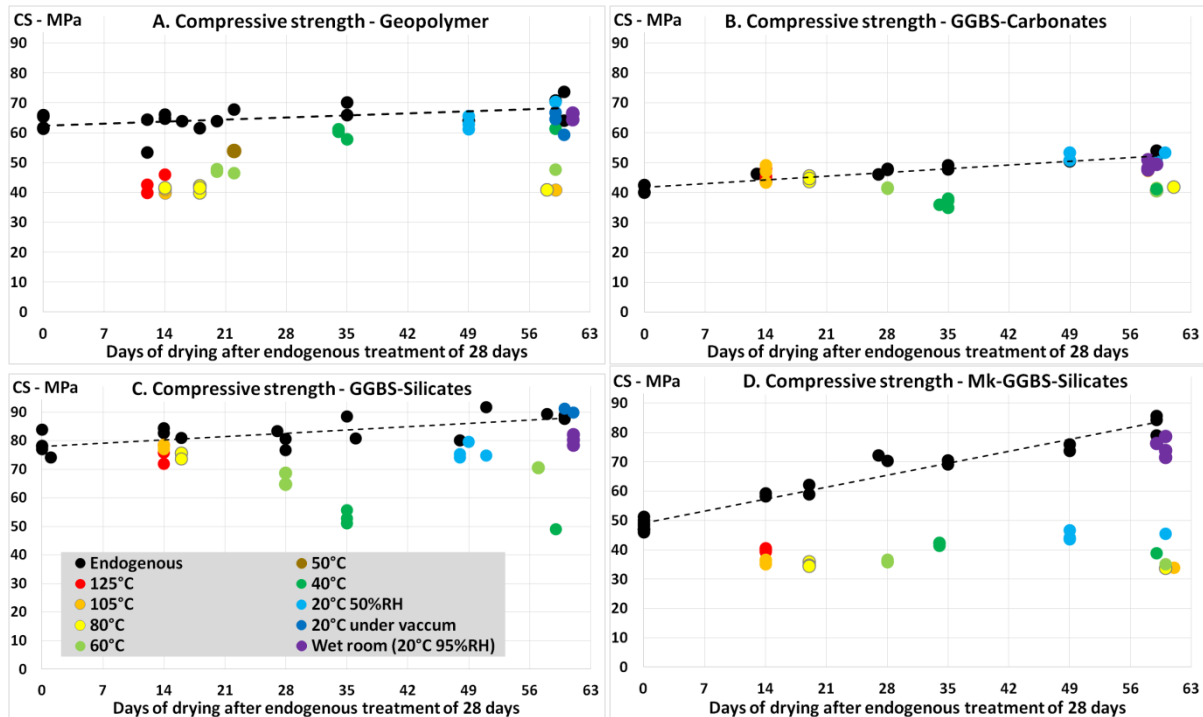 CS - MPa
A. Compressive strength - Geopolymer
90
80
70
60
50
40
30
20
10
0
0 7 14 21 28 35 42 49 56 63
Days of drying after endogenous treatment of 28 days
CS - MPa
B. Compressive strength - GGBS-Carbonates
90
80
70
60
50
40
30
20
10
0
0 7 14 21 28 35 42 49 56 63
Days of drying after endogenous treatment of 28 days
CS - MPa
C. Compressive strength - GGBS-Silicates
90
80
70
60
50
40
30
20
10
0
Endogenous
125°C
105°C
80°C
60°C
50°C
40°C
20°C 50%RH
20°C under vaccum
Wet room (20°C 95%RH)
0 7 14 21 28 35 42 49 56 63
Days of drying after endogenous treatment of 28 days
CS - MPa
D. Compressive strength - Mk-GGBS-Silicates
90
80
70
60
50
40
30
20
10
0
0 7 14 21 28 35 42 49 56 63
Days of drying after endogenous treatment of 28 days